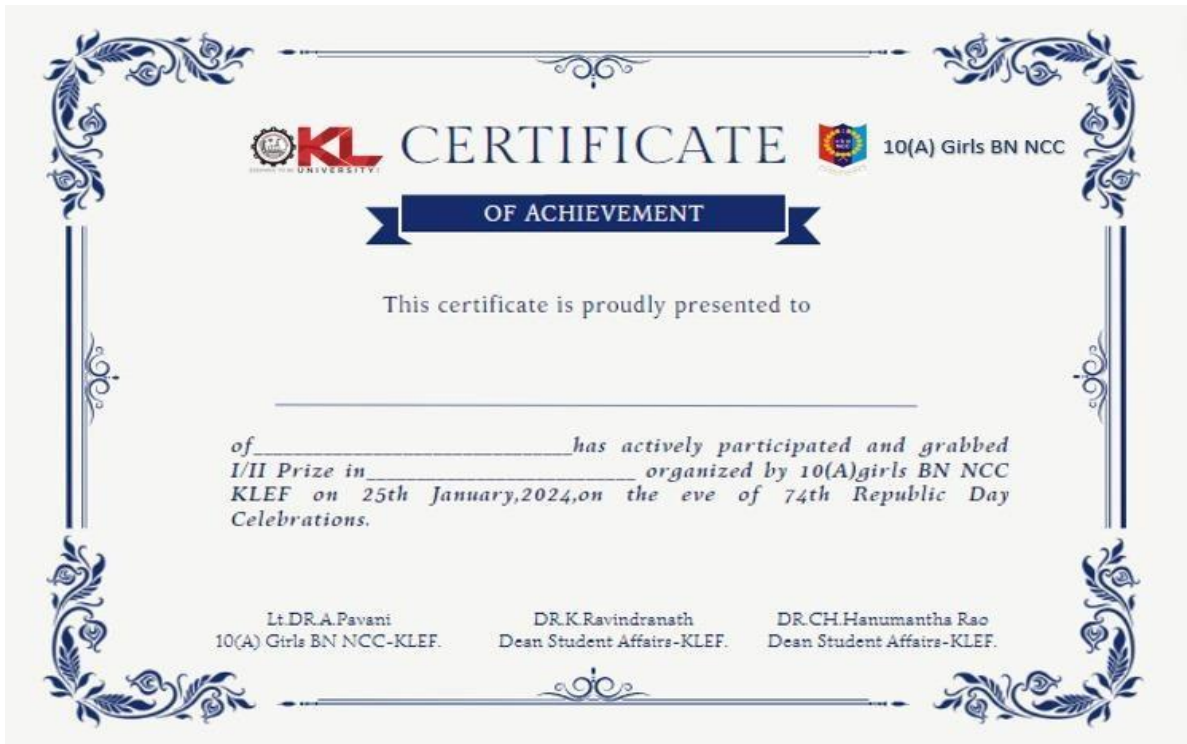 KL
UNIVERSITY
CERTIFICATE
NCC
10(A) Girls BN NCC
OF ACHIEVEMENT
This certificate is proudly presented to
of____________________________has actively participated and grabbed
I/II Prize in________________________ organized by 10(A)girls BN NCC
KLEF on 25th January,2024,on the eve of 74th Republic Day
Celebrations.
Lt.DR.A.Pavani
10(A) Girls BN NCC-KLEF.
DR.K.Ravindranath
Dean Student Affairs-KLEF.
DR.CH.Hanumantha Rao
Dean Student Affairs-KLEF.